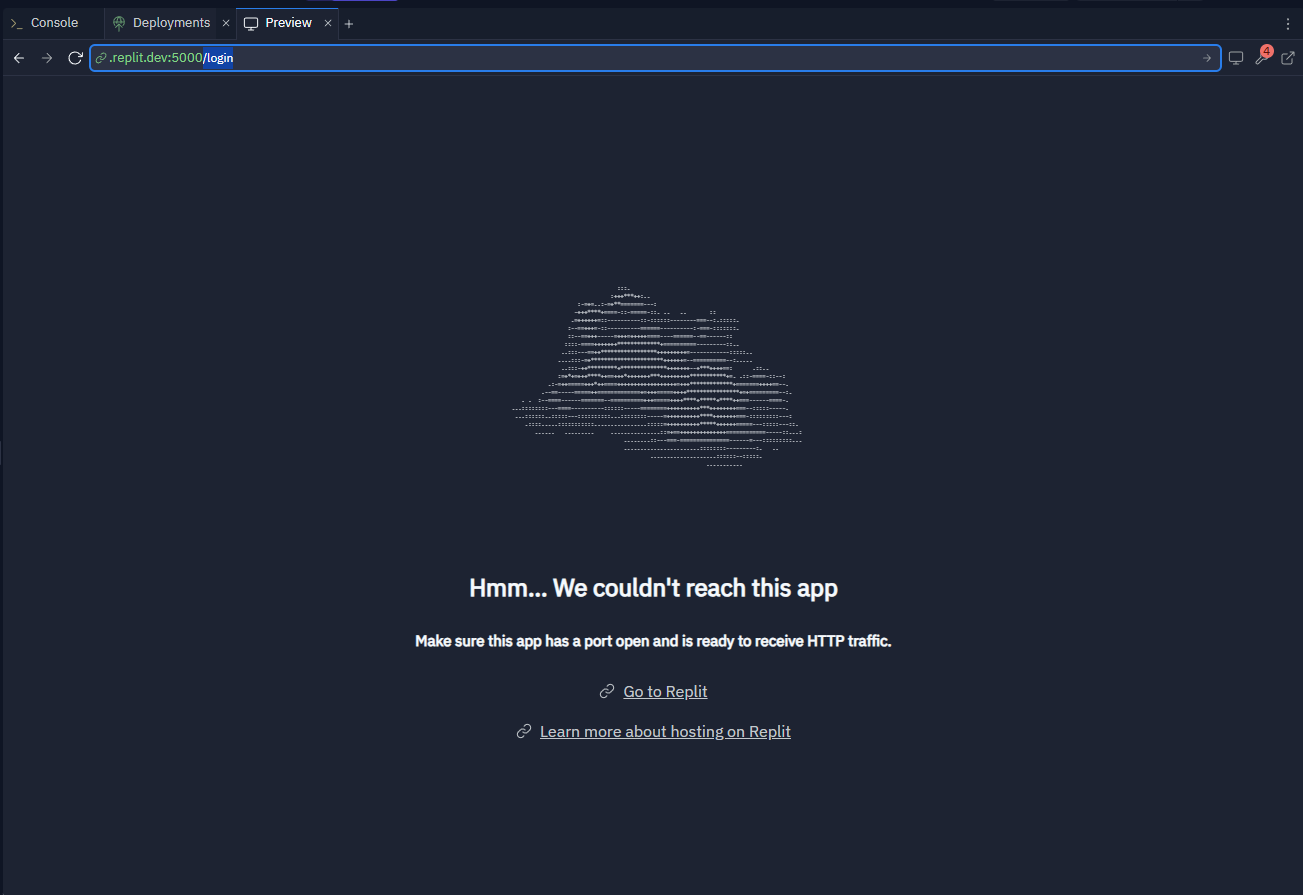 Console
Deployments
Preview
.replit.dev:5000/login
4
Hmm... We couldn't reach this app
Make sure this app has a port open and is ready to receive HTTP traffic.
Go to Replit
Learn more about hosting on Replit